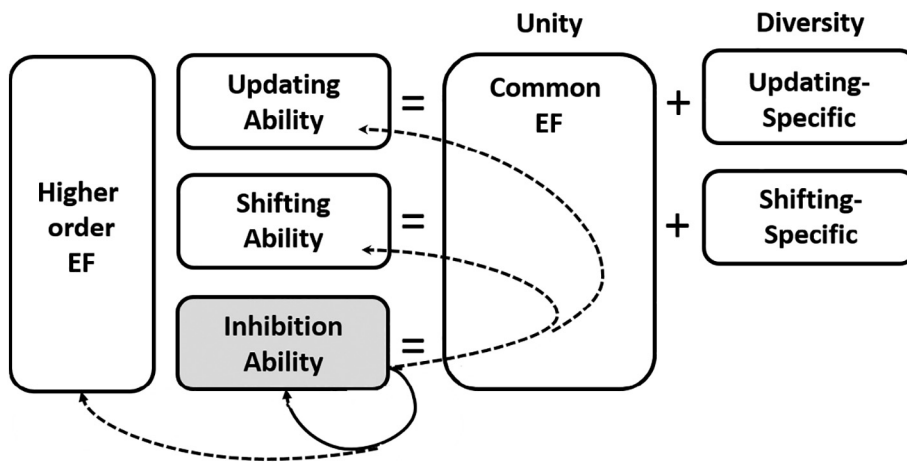 Unity
Diversity
Higher
order
EF
Updating
Ability
=
Common
EF
+
Updating-
Specific
Shifting
Ability
=
+
Shifting-
Specific
Inhibition
Ability
=